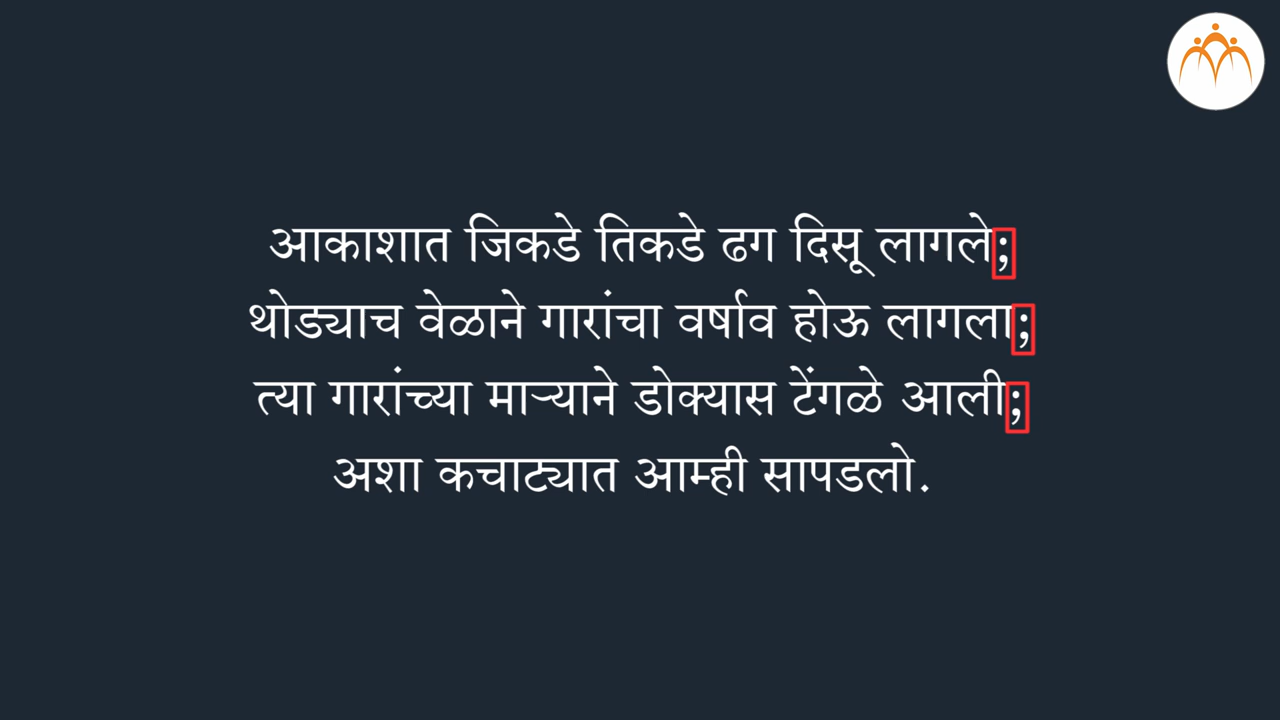 आकाशात जिकडे तिकडे ढग दिसू लागले;
थोड्याच वेळाने गारांचा वर्षाव होऊ लागला;
त्या गारांच्या माऱ्याने डोक्यास टेंगळे आली;
अशा कचाट्यात आम्ही सापडलो.